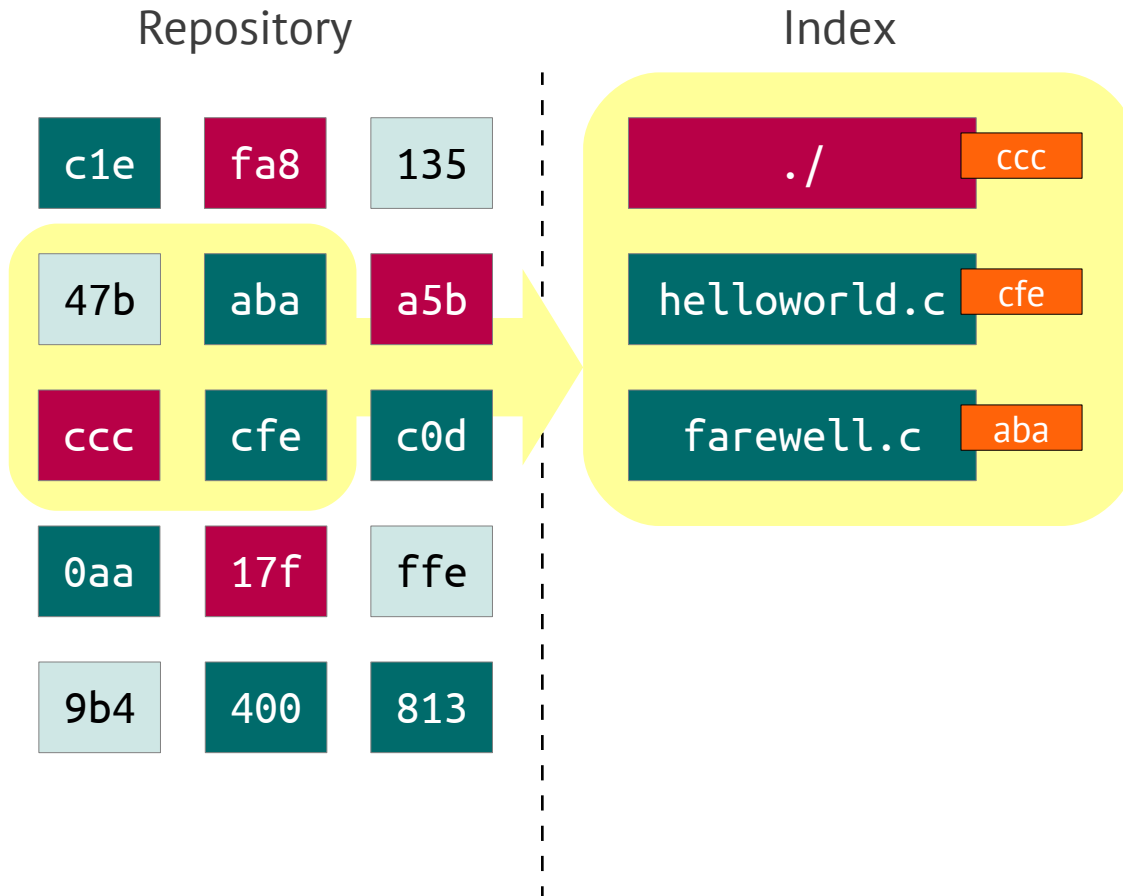 Repository
Index
c1e fa8 135
./ ccc
47b aba a5b
helloworld.c cfe
ccc cfe c0d
farewell.c aba
0aa 17f ffe
9b4 400 813